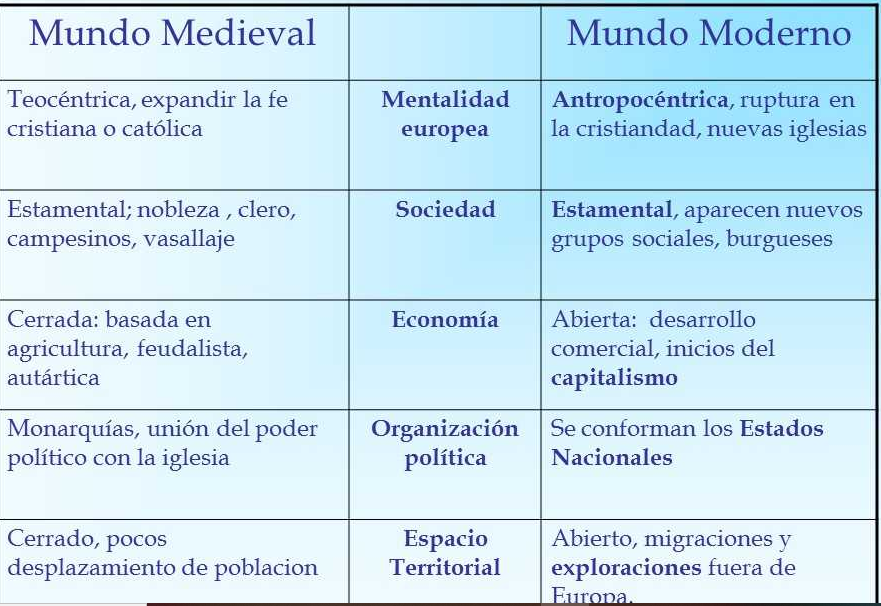 Mundo Medieval
Mundo Moderno
Teocéntrica, expandir la fe
cristiana o católica
Mentalidad
europea
Antropocéntrica, ruptura en
la cristiandad, nuevas iglesias
Estamental; nobleza , clero,
campesinos, vasallaje
Sociedad
Estamental, aparecen nuevos
grupos sociales, burgueses
Cerrada: basada en
agricultura, feudalista,
autártica
Economía
Abierta: desarrollo
comercial, inicios del
capitalismo
Monarquías, unión del poder
político con la iglesia
Organización
política
Se conforman los Estados
Nacionales
Cerrado, pocos
desplazamiento de poblacion
Espacio
Territorial
Abierto, migraciones y
exploraciones fuera de
Europa.